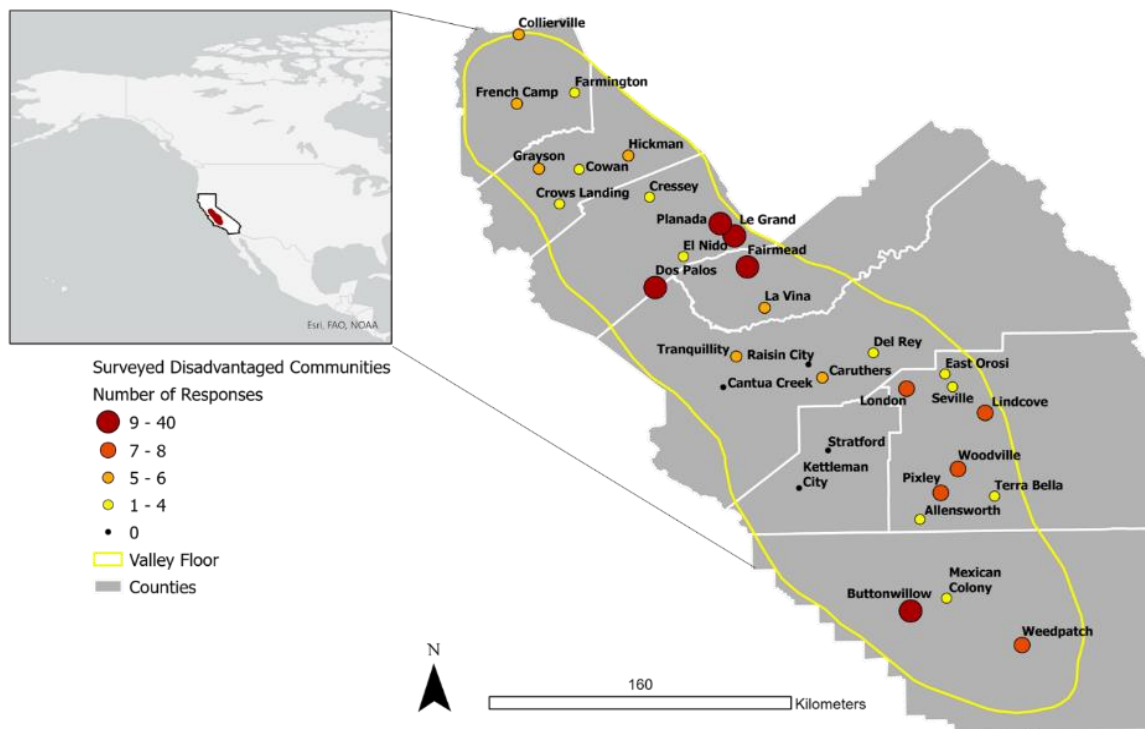 Collierville
French Camp
Farmington
Hickman
Grayson
Cowan
Crows Landing
Cressey
Planada
Le Grand
El Nido
Fairmead
Dos Palos
La Vina
Esri, FAO, NOAA
Surveyed Disadvantaged Communities
Number of Responses
9 - 40
7 - 8
5 - 6
1 - 4
0
Valley Floor
Counties
Tranquillity
Raisin City
Del Rey
Cantua Creek
Caruthers
East Orosi
London
Seville
Lindcove
Stratford
Kettleman
City
Woodville
Pixley
Terra Bella
Allensworth
Mexican
Colony
Buttonwillow
Weedpatch
N
160
Kilometers